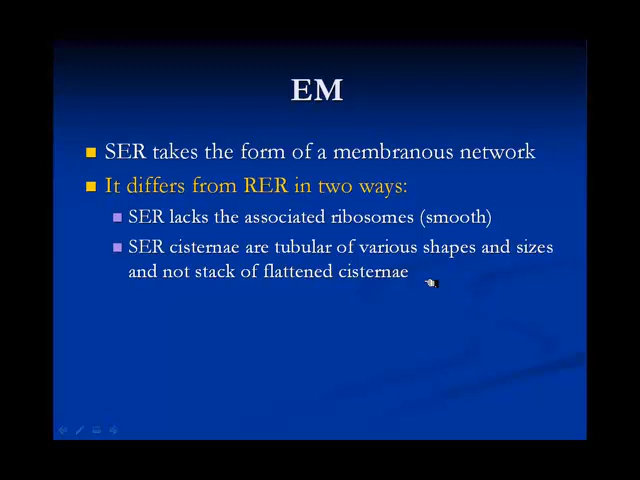 EM
SER takes the form of a membranous network
It differs from RER in two ways:
SER lacks the associated ribosomes (smooth)
SER cisternae are tubular of various shapes and sizes
and not stack of flattened cisternae